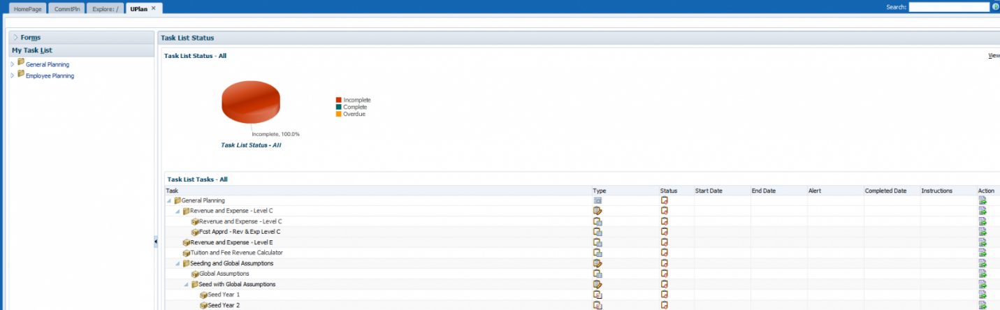 HomePage CommtPln Explore: / UPlan × Search:
Forms
My Task List
General Planning
Employee Planning
Task List Status
Task List Status - All
View
Incomplete
Complete
Overdue
Incomplete, 100.0%
Task List Status - All
Task List Tasks - All
Task Type Status Start Date End Date Alert Completed Date Instructions Action
General Planning
Revenue and Expense - Level C
Revenue and Expense - Level C
Fcst Apprd - Rev & Exp Level C
Revenue and Expense - Level E
Tuition and Fee Revenue Calculator
Seeding and Global Assumptions
Global Assumptions
Seed with Global Assumptions
Seed Year 1
Seed Year 2